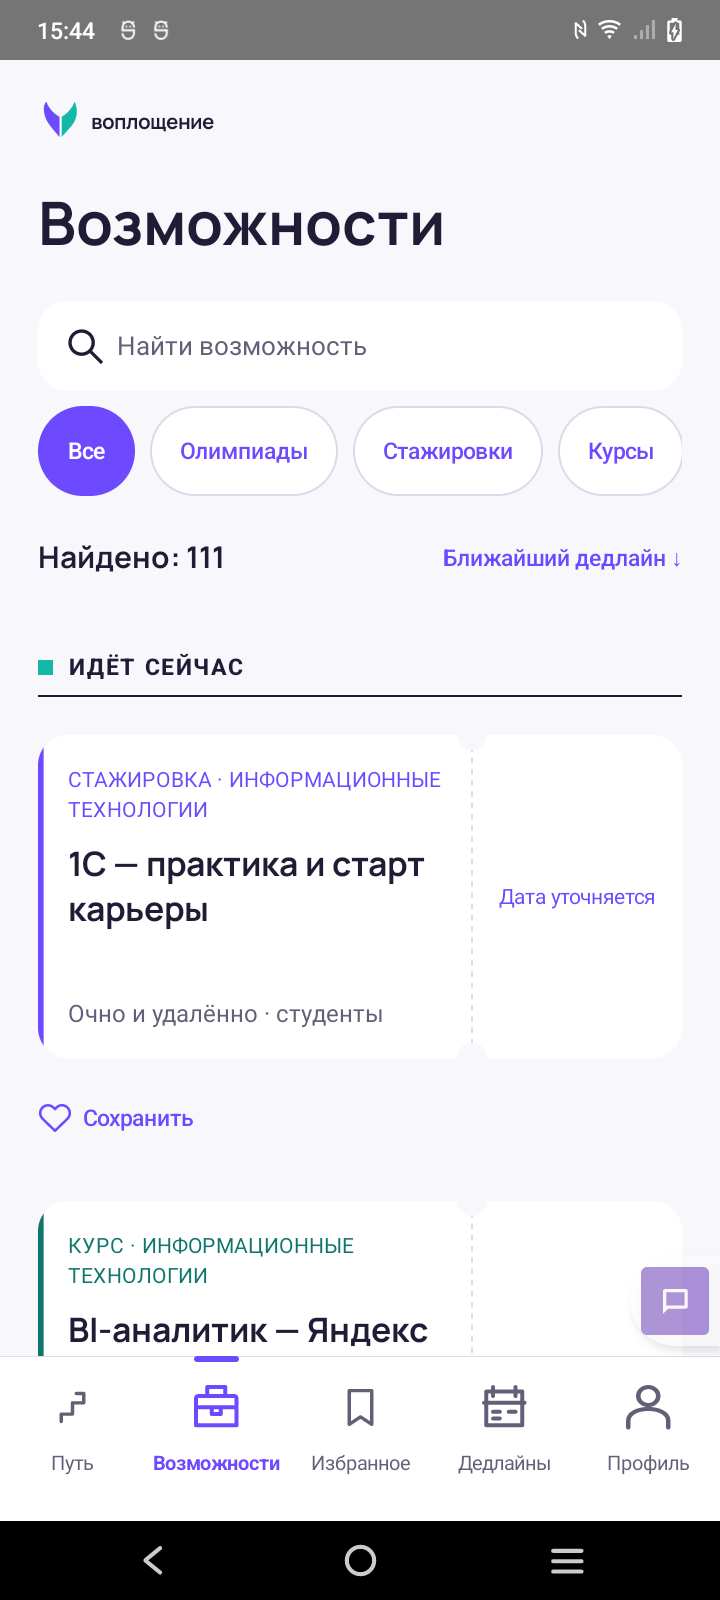 15:44
воплощение
Возможности
Найти возможность
Все
Олимпиады
Стажировки
Курсы
Найдено: 111
Ближайший дедлайн ↓
ИДЁТ СЕЙЧАС
СТАЖИРОВКА · ИНФОРМАЦИОННЫЕ
ТЕХНОЛОГИИ
1С — практика и старт
карьеры
Дата уточняется
Очно и удалённо · студенты
Сохранить
КУРС · ИНФОРМАЦИОННЫЕ
ТЕХНОЛОГИИ
BI-аналитик — Яндекс
Путь
Возможности
Избранное
Дедлайны
Профиль